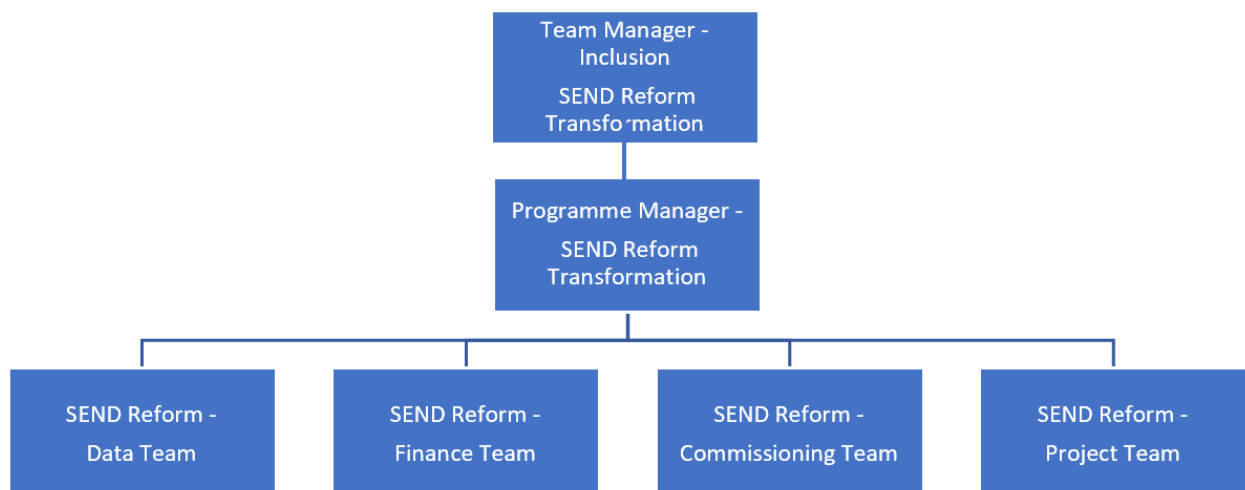 Team Manager -
Inclusion
SEND Reform
Transformation
Programme Manager -
SEND Reform
Transformation
SEND Reform -
Data Team
SEND Reform -
Finance Team
SEND Reform -
Commissioning Team
SEND Reform -
Project Team